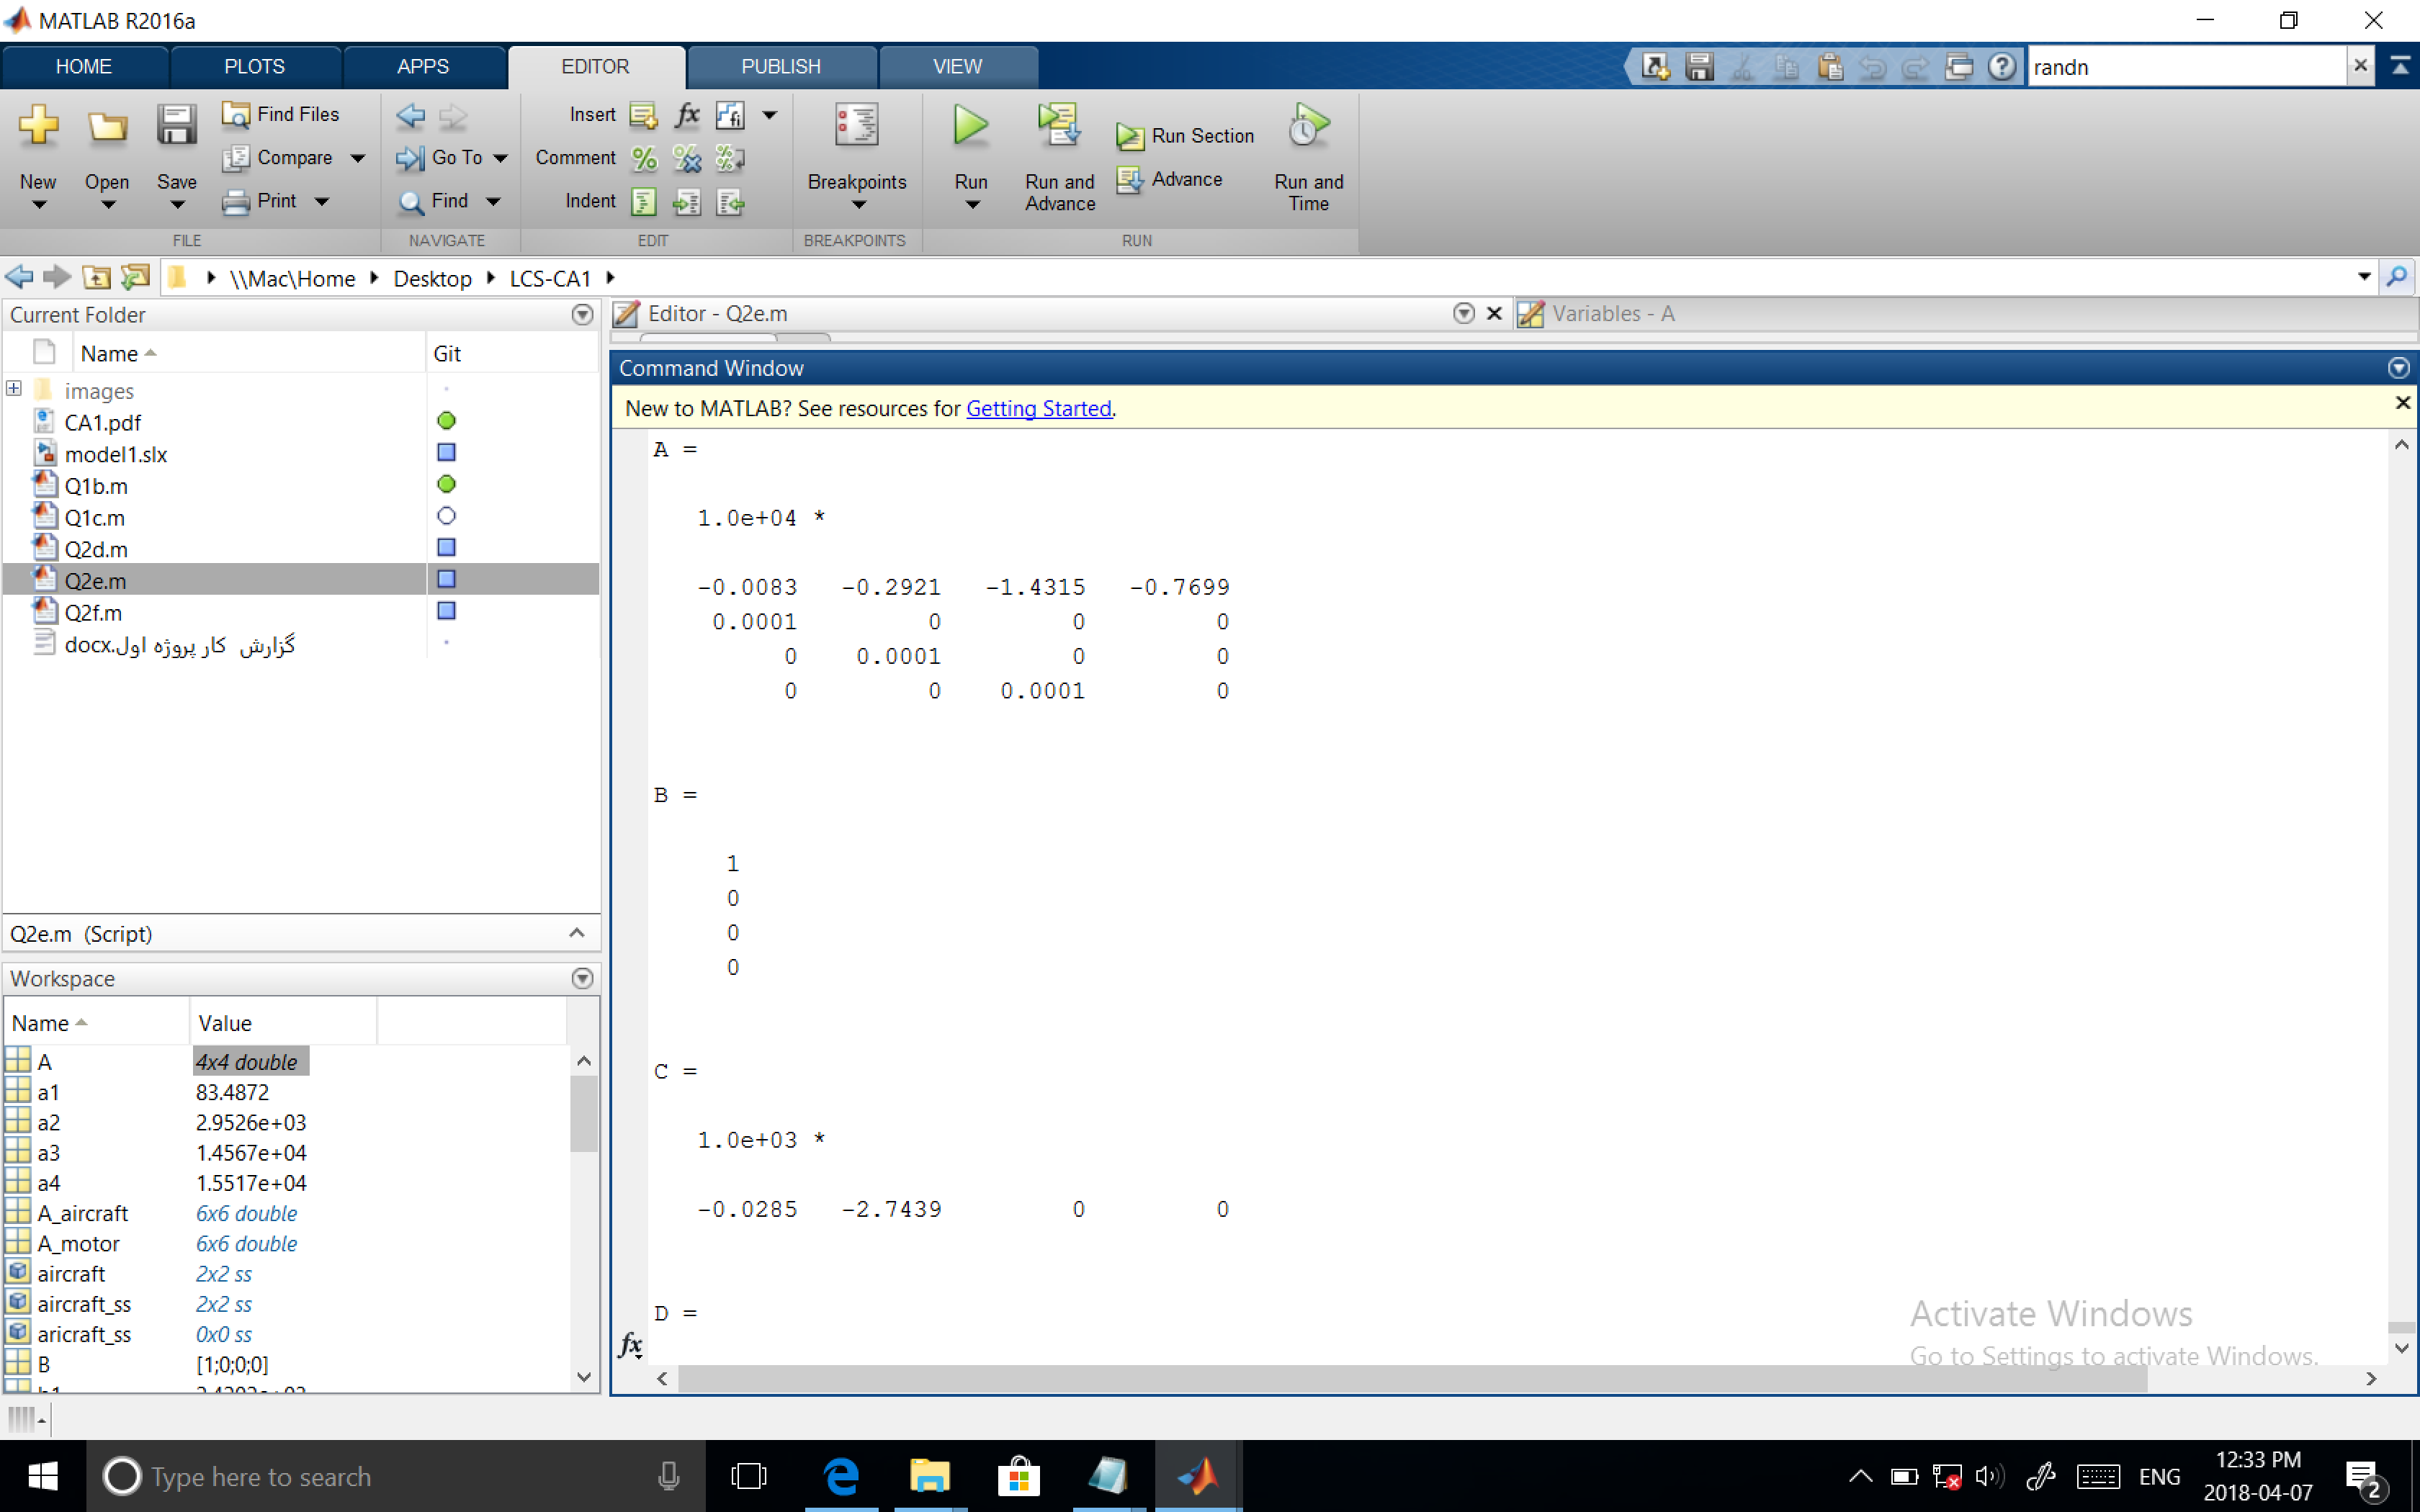 MATLAB R2016a
HOME PLOTS APPS EDITOR PUBLISH VIEW randn
New Open Save Find Files Compare Print
FILE
Go To Find
NAVIGATE
Insert fx fi
Comment
Indent
EDIT
Breakpoints
BREAKPOINTS
Run Run and Advance Run Section Advance Run and Time
RUN
\\Mac\Home Desktop LCS-CA1
Current Folder
Name Git
images
CA1.pdf
model1.slx
Q1b.m
Q1c.m
Q2d.m
Q2e.m
Q2f.m
گزارش کار پروژه اول.docx
Q2e.m (Script)
Workspace
Name Value
A 4x4 double
a1 83.4872
a2 2.9526e+03
a3 1.4567e+04
a4 1.5517e+04
A_aircraft 6x6 double
A_motor 6x6 double
aircraft 2x2 ss
aircraft_ss 2x2 ss
aricraft_ss 0x0 ss
B [1;0;0;0]
Editor - Q2e.m
Variables - A
Command Window
New to MATLAB? See resources for Getting Started.
A =
1.0e+04 *
-0.0083 -0.2921 -1.4315 -0.7699
0.0001 0 0 0
0 0.0001 0 0
0 0 0.0001 0
B =
1
0
0
0
C =
1.0e+03 *
-0.0285 -2.7439 0 0
D =
fx
Activate Windows
Go to Settings to activate Windows.
Type here to search
ENG
12:33 PM
2018-04-07
2